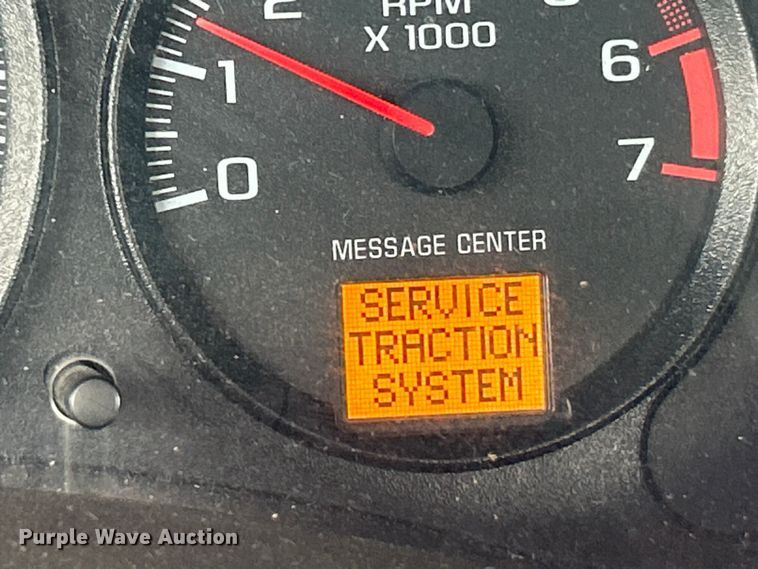 2
RPM
X 1000
6
1
7
0
MESSAGE CENTER
SERVICE
TRACTION
SYSTEM
Purple Wave Auction